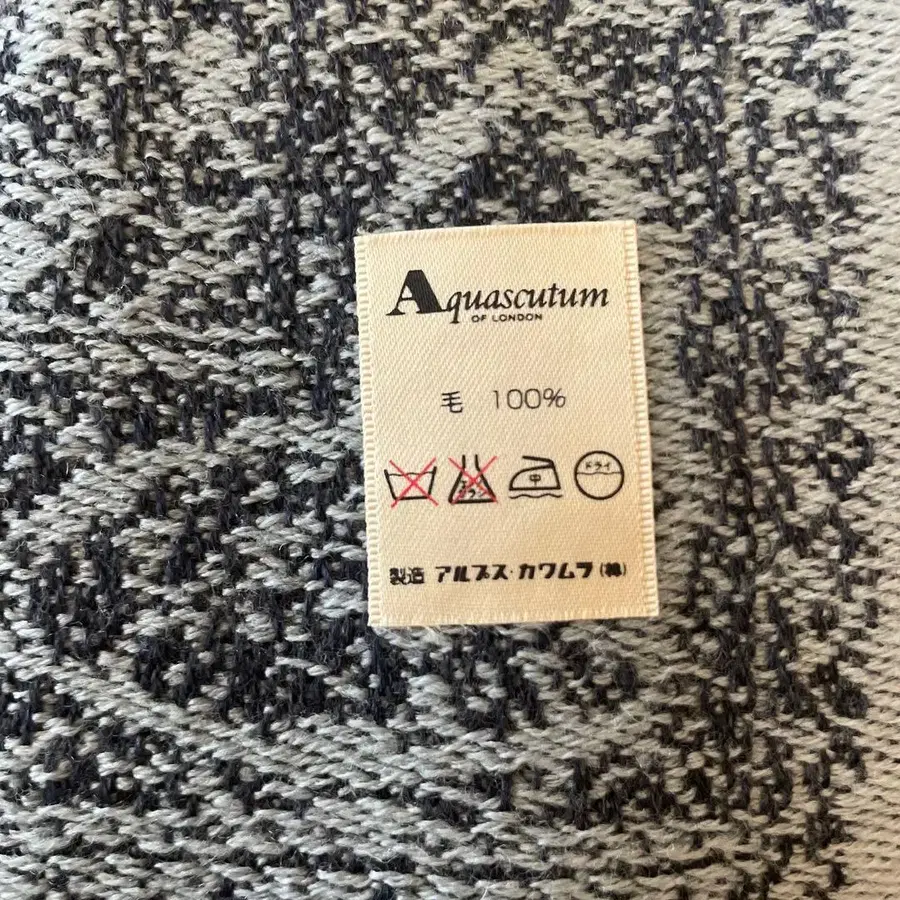 Aquascutum
OF LONDON
毛 100%
中 ドライ
製造 アルプス・カワムラ(株)